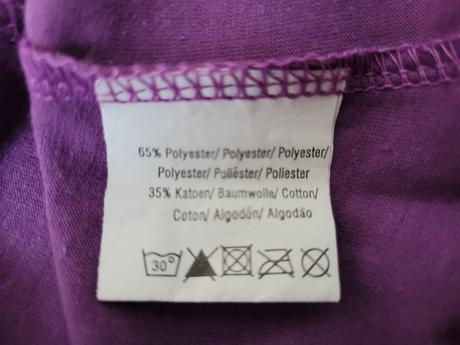 65% Polyester/ Polyester/ Polyester/
Polyester/ Poliéster/ Poliester
35% Katoen/ Baumwolle/ Cotton/
Coton/ Algodón/ Algodão
30°